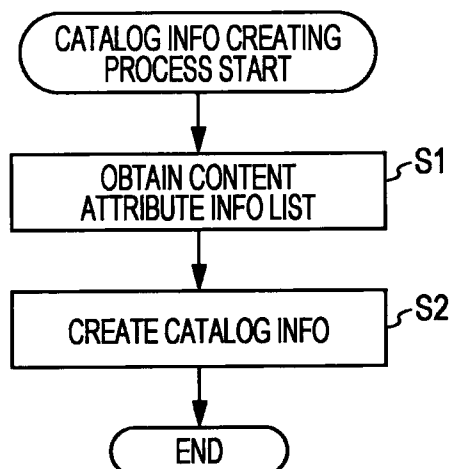 CATALOG INFO CREATING
PROCESS START
OBTAIN CONTENT
ATTRIBUTE INFO LIST
S1
CREATE CATALOG INFO
S2
END